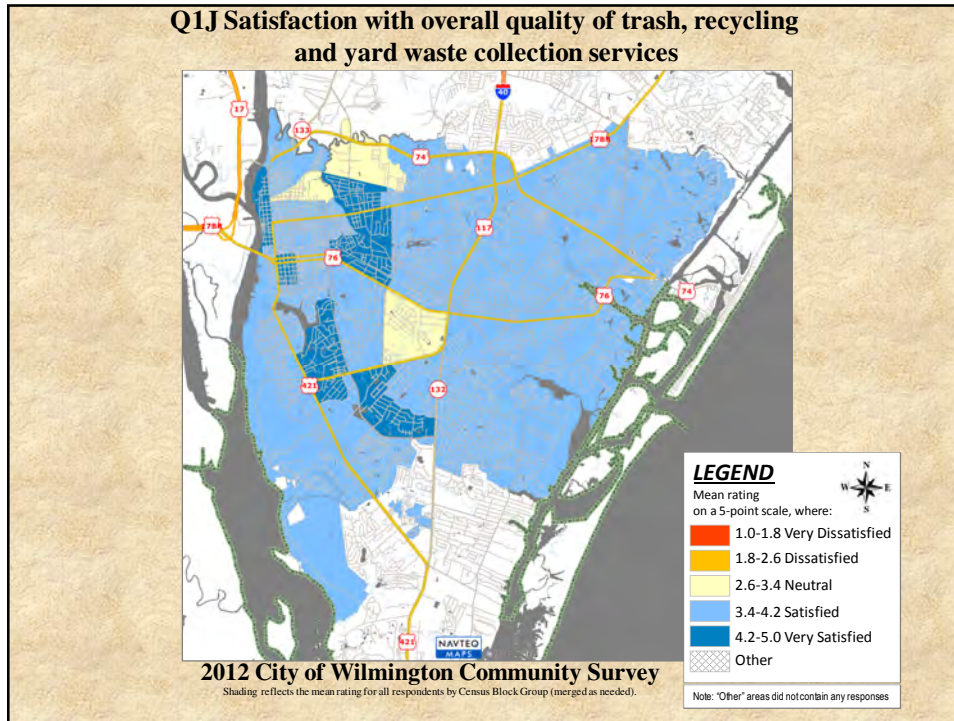 Q1J Satisfaction with overall quality of trash, recycling
and yard waste collection services
40
17
133
74
117
76
76
74
421
132
421
NAVTEQ
MAPS
LEGEND
Mean rating
on a 5-point scale, where:
N
W E
S
1.0-1.8 Very Dissatisfied
1.8-2.6 Dissatisfied
2.6-3.4 Neutral
3.4-4.2 Satisfied
4.2-5.0 Very Satisfied
Other
Note: "Other" areas did not contain any responses
2012 City of Wilmington Community Survey
Shading reflects the mean rating for all respondents by Census Block Group (merged as needed).